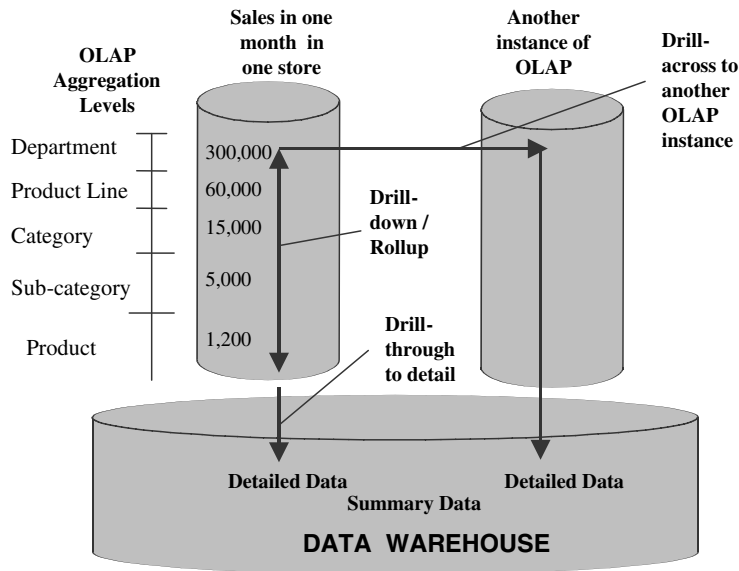 Sales in one
month in
one store
Another
instance of
OLAP
Drill-
across to
another
OLAP
instance
OLAP
Aggregation
Levels
Department
Product Line
Category
Sub-category
Product
300,000
60,000
15,000
5,000
1,200
Drill-
down /
Rollup
Drill-
through
to detail
Detailed Data
Detailed Data
Summary Data
DATA WAREHOUSE